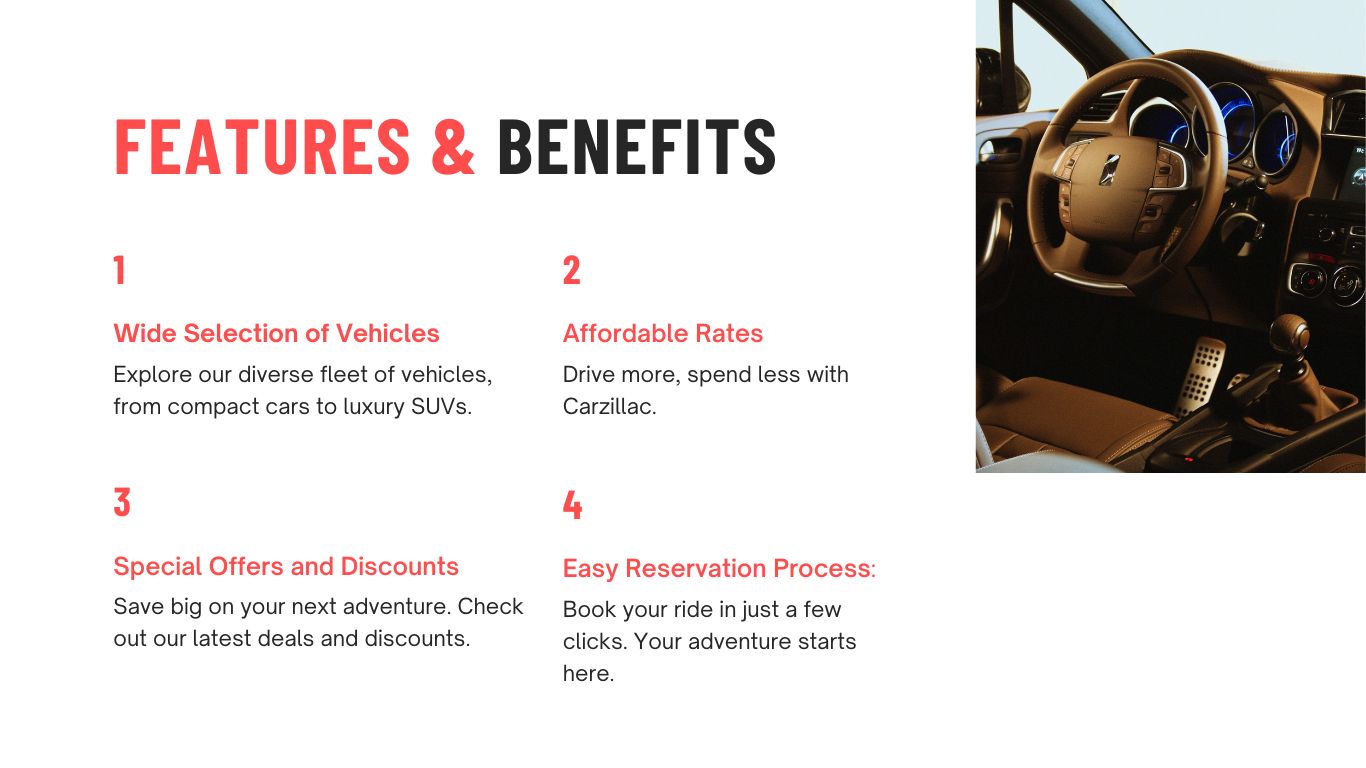 FEATURES & BENEFITS
1
Wide Selection of Vehicles
Explore our diverse fleet of vehicles,
from compact cars to luxury SUVs.
2
Affordable Rates
Drive more, spend less with
Carzillac.
3
Special Offers and Discounts
Save big on your next adventure. Check
out our latest deals and discounts.
4
Easy Reservation Process:
Book your ride in just a few
clicks. Your adventure starts
here.